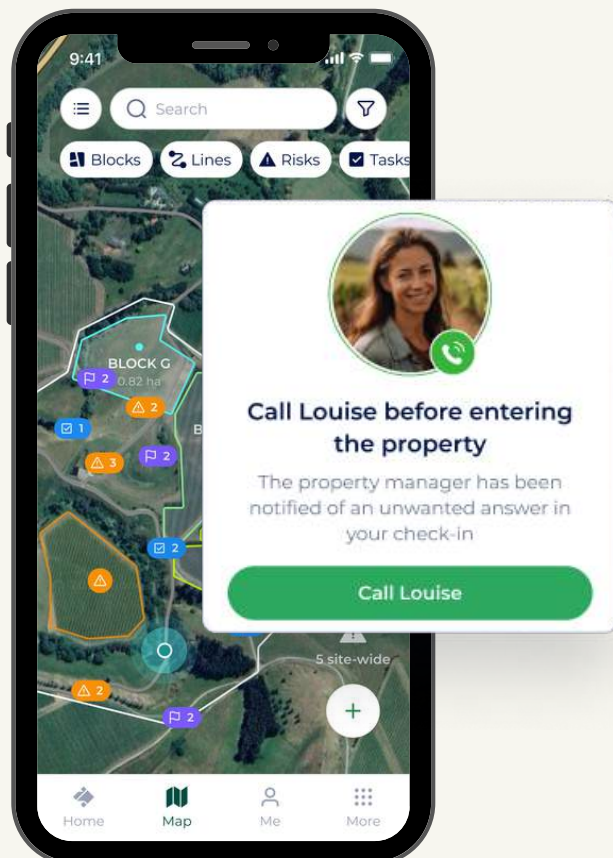 9:41
Search
Blocks
Lines
Risks
Tasks
BLOCK G
0.82 ha
2
2
1
3
2
B
2
2
2
5 site-wide
Call Louise before entering
the property
The property manager has been
notified of an unwanted answer in
your check-in
Call Louise
+
Home
Map
Me
More